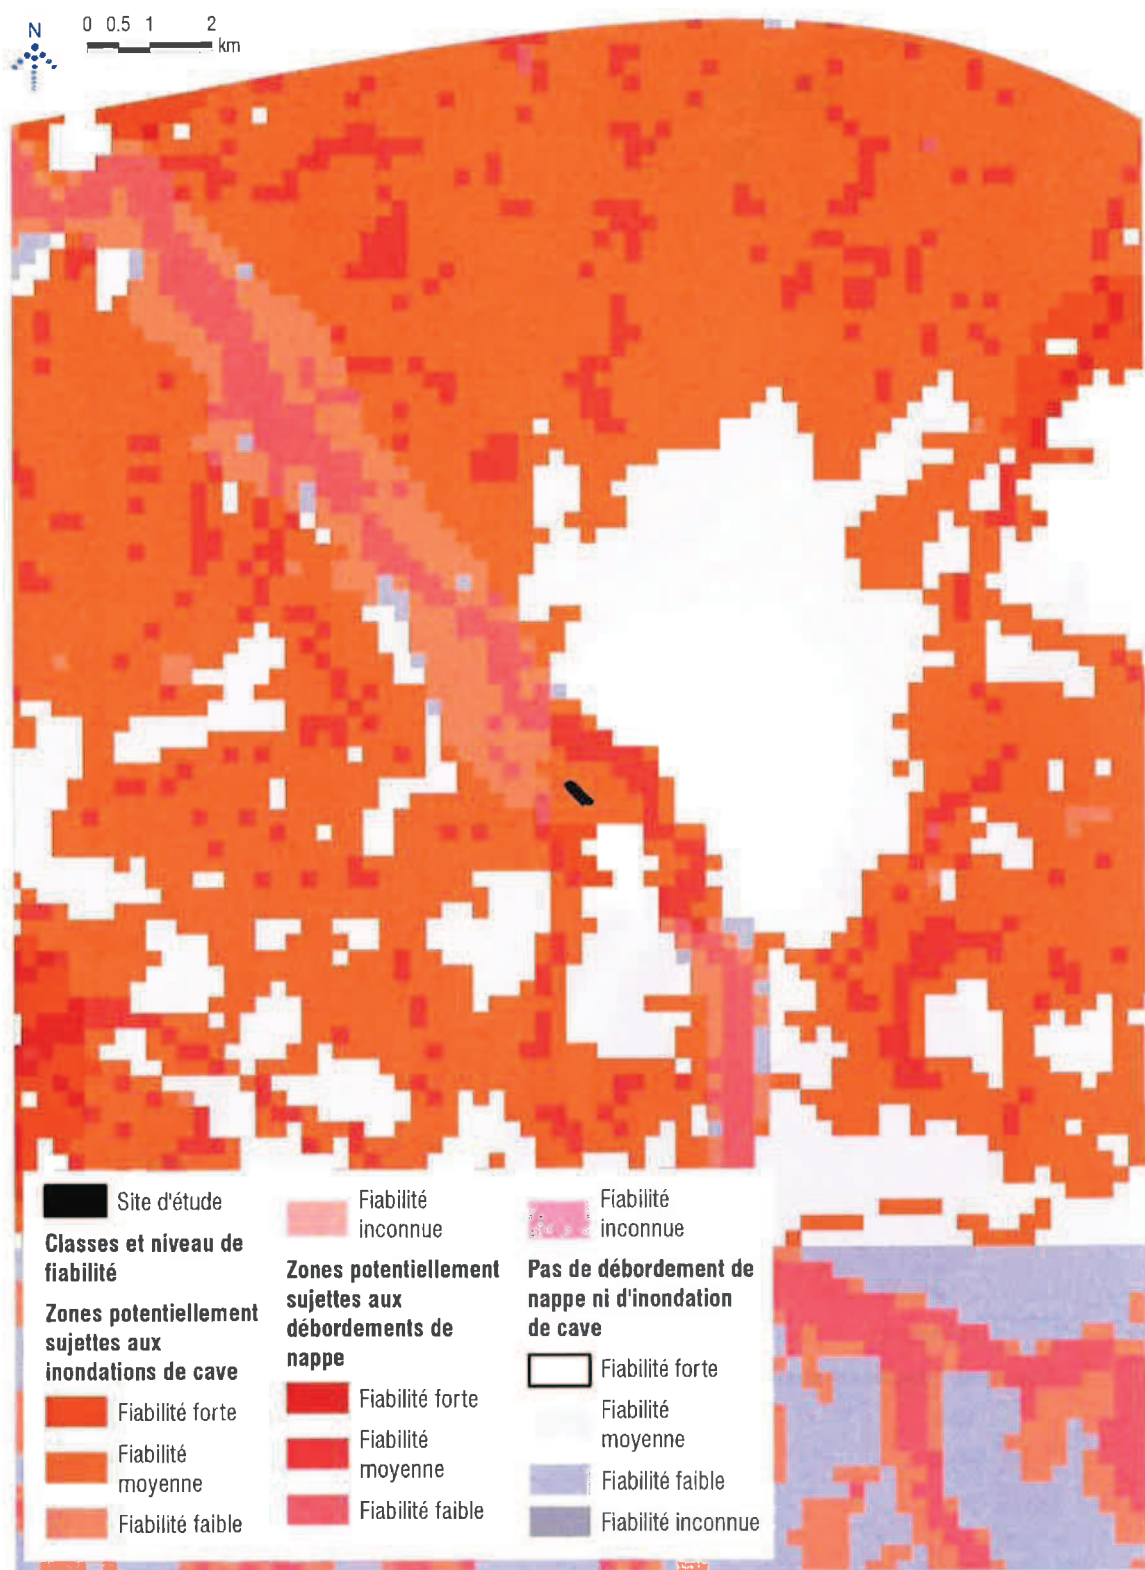 N
0 0.5 1 2
km
Site d'étude
Classes et niveau de
fiabilité
Zones potentiellement
sujettes aux
inondations de cave
Fiabilité forte
Fiabilité
moyenne
Fiabilité faible
Fiabilité
inconnue
Zones potentiellement
sujettes aux
débordements de
nappe
Fiabilité forte
Fiabilité
moyenne
Fiabilité faible
Fiabilité
inconnue
Pas de débordement de
nappe ni d'inondation
de cave
Fiabilité forte
Fiabilité
moyenne
Fiabilité faible
Fiabilité inconnue